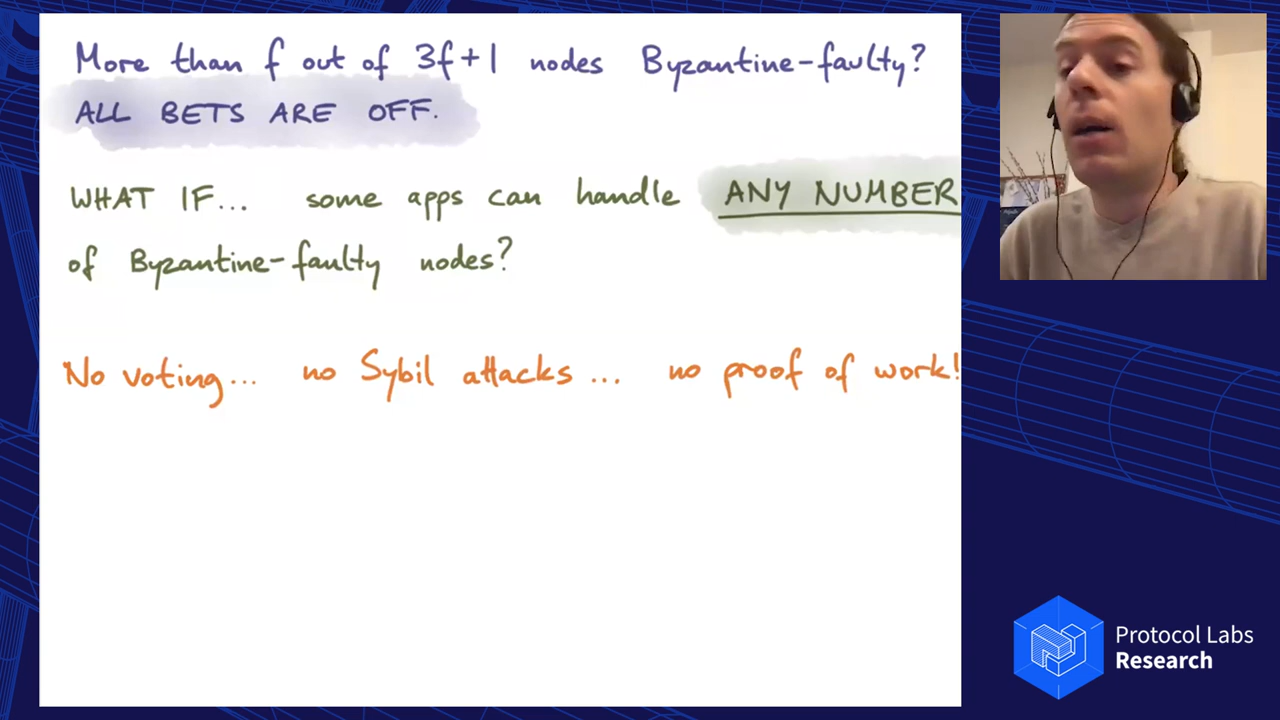 More than f out of 3f+1 nodes Byzantine-faulty?
ALL BETS ARE OFF.
WHAT IF... some apps can handle ANY NUMBER
of Byzantine-faulty nodes?
No voting... no Sybil attacks... no proof of work!
Protocol Labs
Research